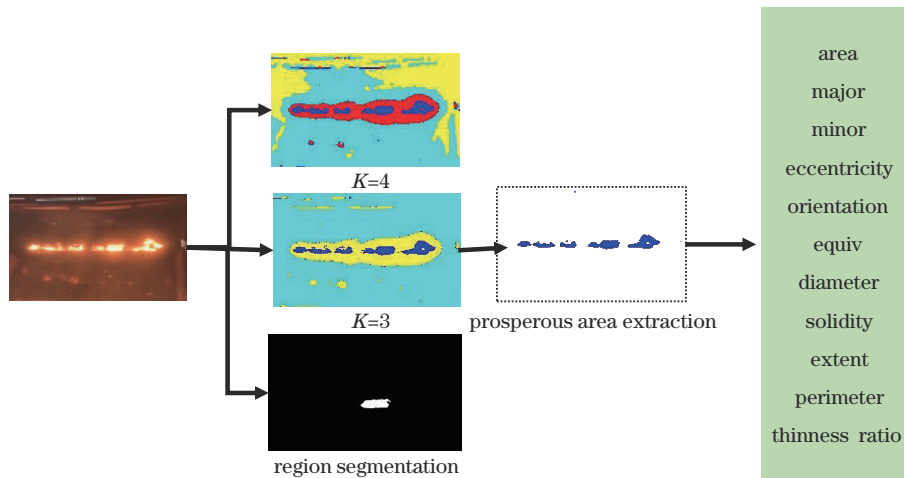 K=4
K=3
region segmentation
prosperous area extraction
area
major
minor
eccentricity
orientation
equiv
diameter
solidity
extent
perimeter
thinness ratio